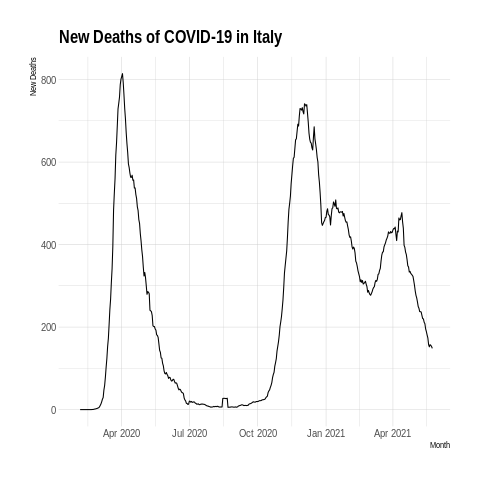 New Deaths of COVID-19 in Italy
New Deaths
800
600
400
200
0
Apr 2020 Jul 2020 Oct 2020 Jan 2021 Apr 2021
Month